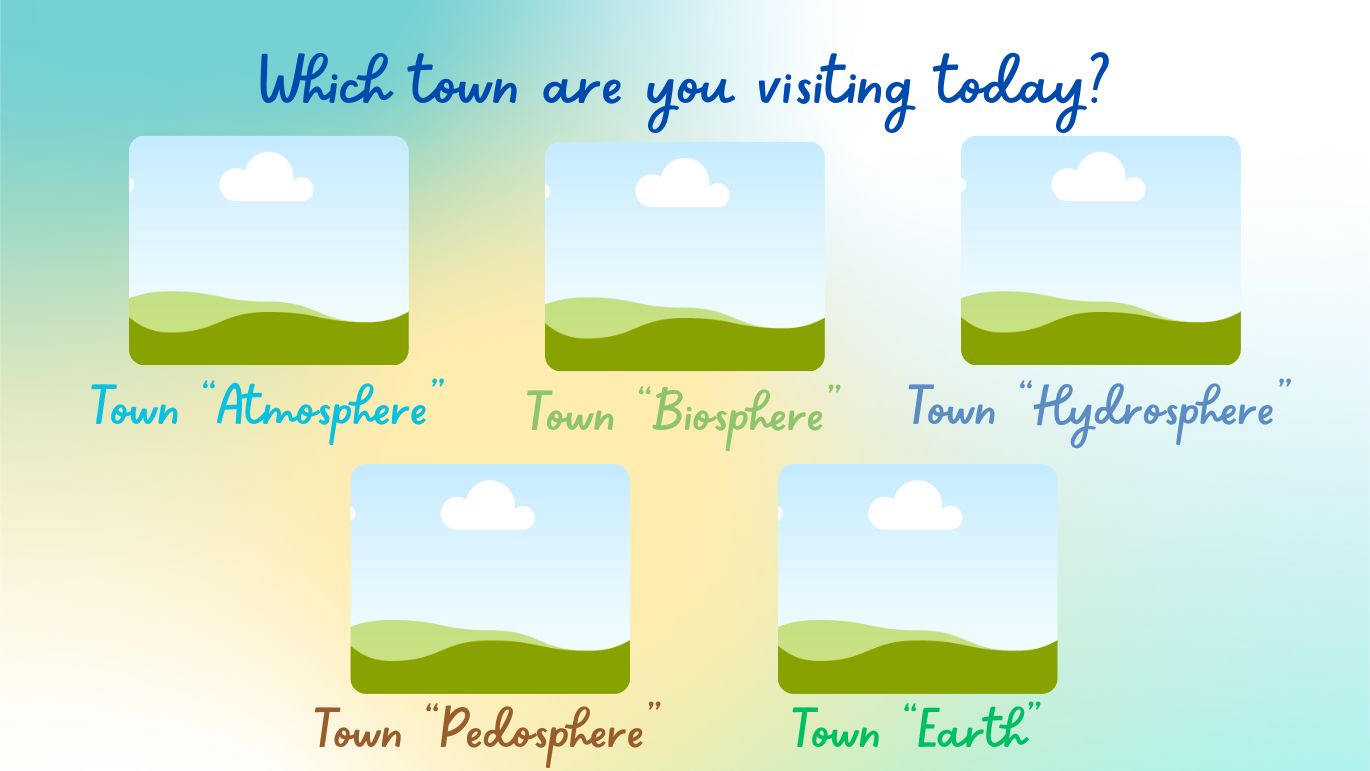 Which town are you visiting today?
Town “Atmosphere”
Town “Biosphere”
Town “Hydrosphere”
Town “Pedosphere”
Town “Earth”